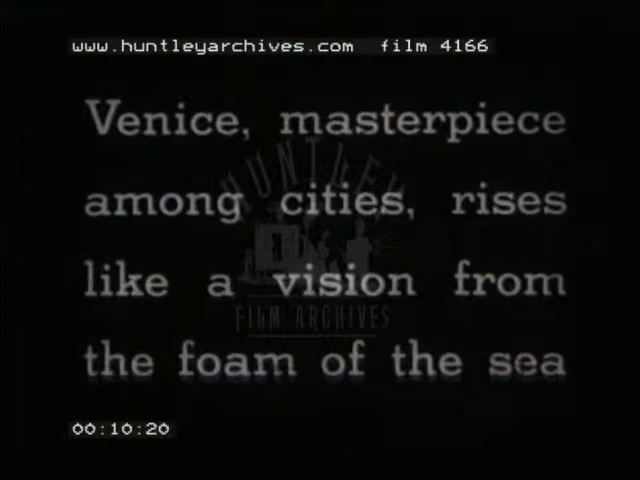 www.huntleyarchives.com film 4166
Venice, masterpiece
among cities, rises
like a vision from
the foam of the sea
HUNTLEY
FILM ARCHIVES
00:10:20